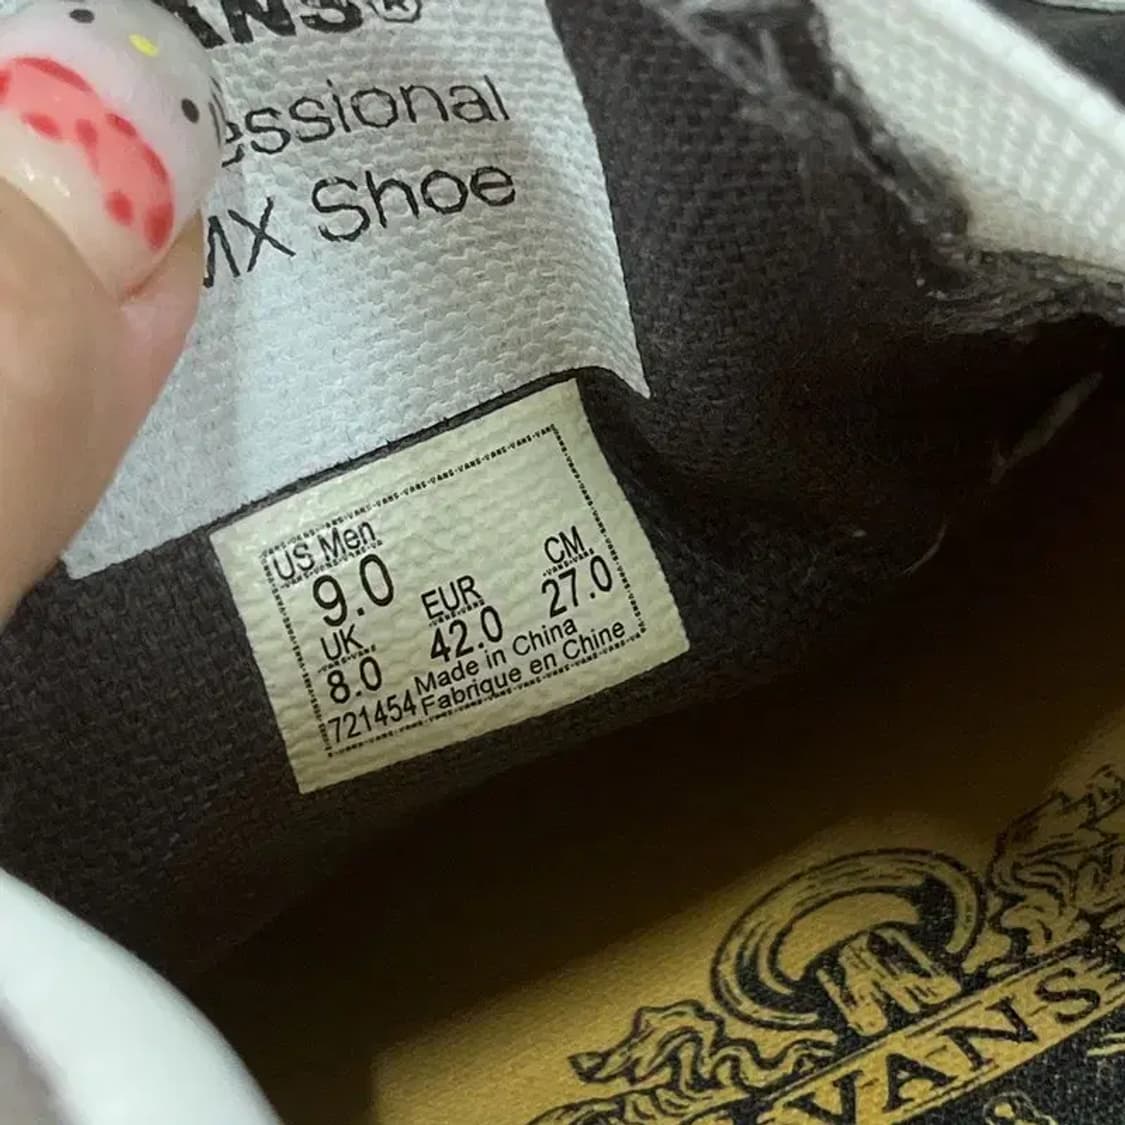 ANS®
essional
MX Shoe
US Men
9.0
UK
8.0
EUR
42.0
CM
27.0
721454
Made in China
Fabrique en Chine
VANS